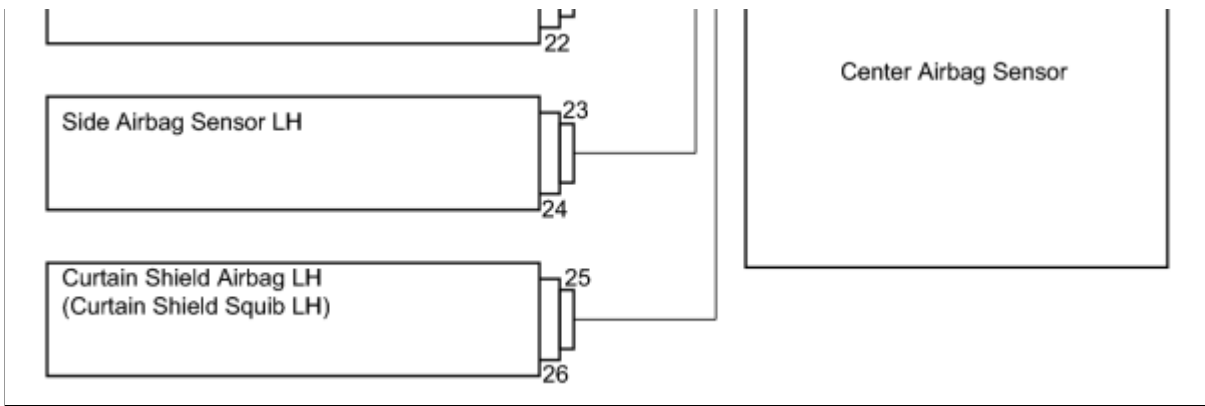 22
Center Airbag Sensor
Side Airbag Sensor LH
23
24
Curtain Shield Airbag LH
(Curtain Shield Squib LH)
25
26